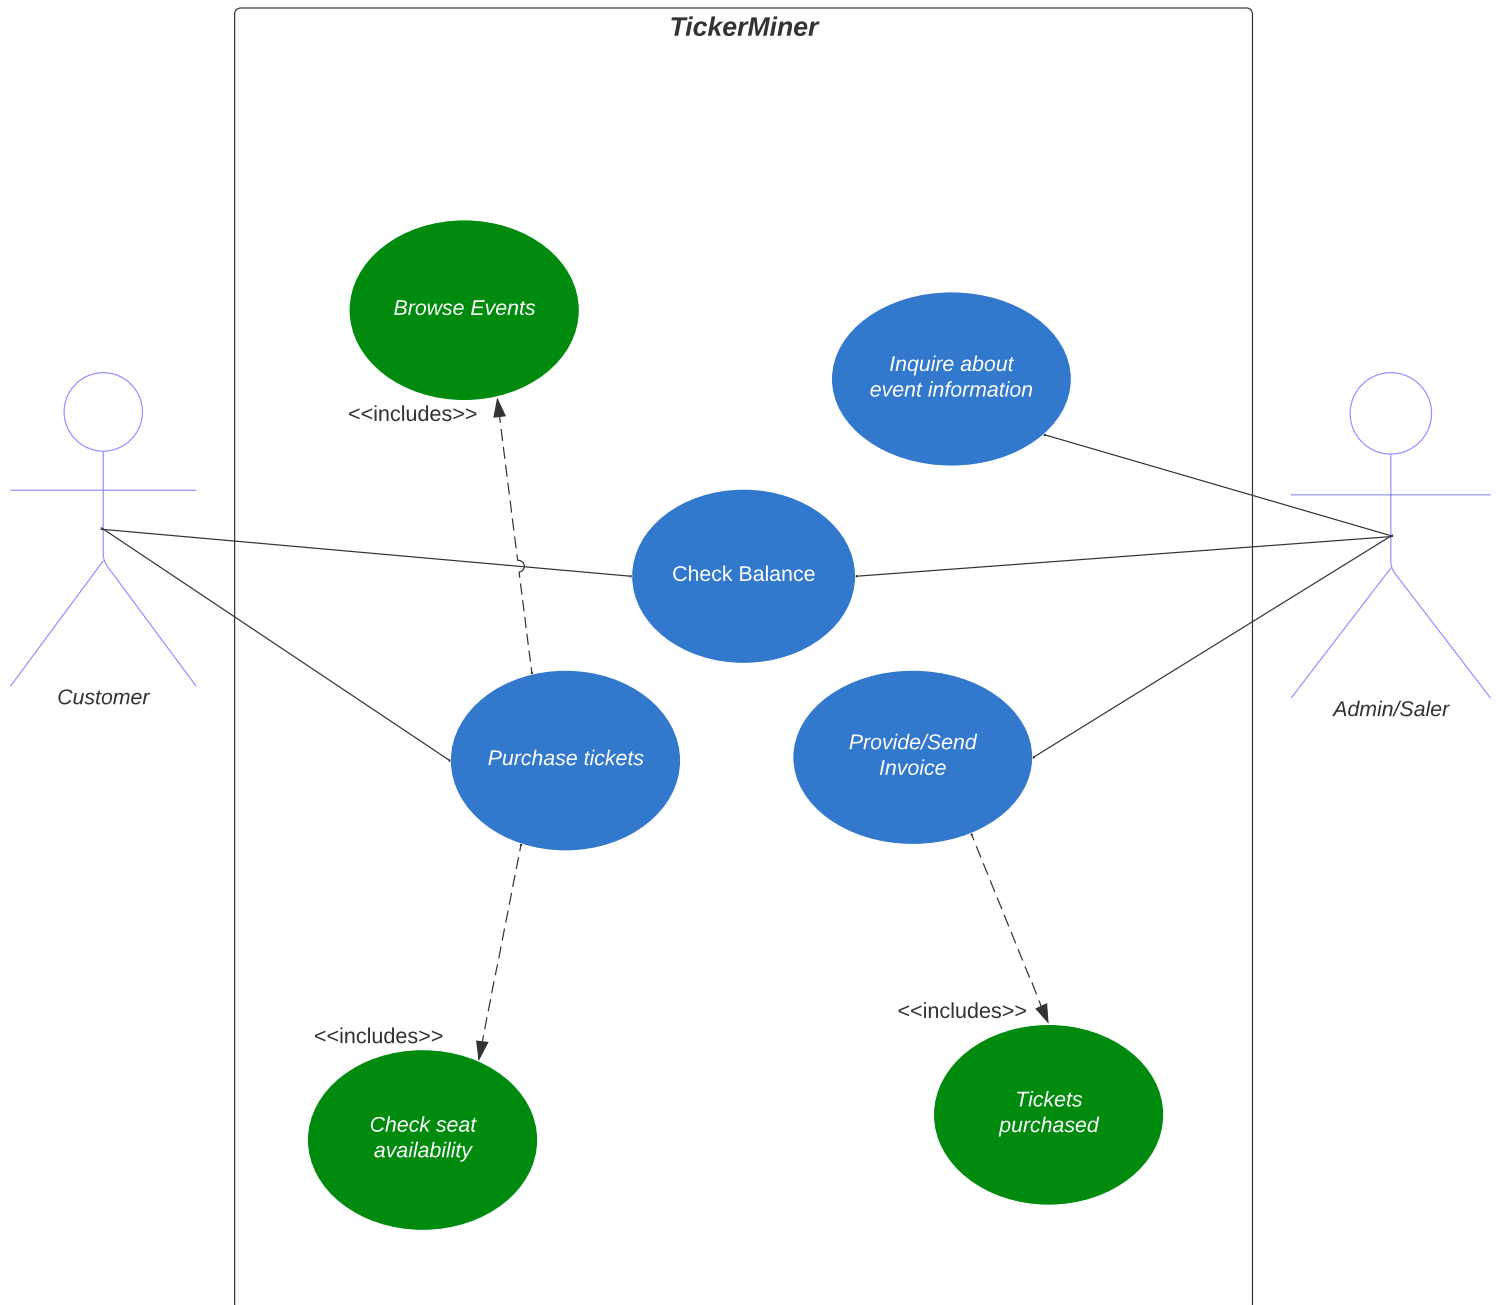 TickerMiner
Browse Events
<<includes>>
Inquire about
event information
Check Balance
Customer
Admin/Saler
Purchase tickets
Provide/Send
Invoice
<<includes>>
<<includes>>
Check seat
availability
Tickets
purchased